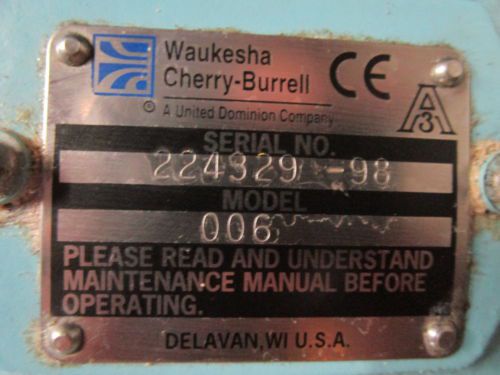 Waukesha
Cherry-Burrell
CE
© A United Dominion Company
A3
SERIAL NO.
224329 -98
MODEL
006
PLEASE READ AND UNDERSTAND
MAINTENANCE MANUAL BEFORE
OPERATING.
DELAVAN,WI U.S.A.